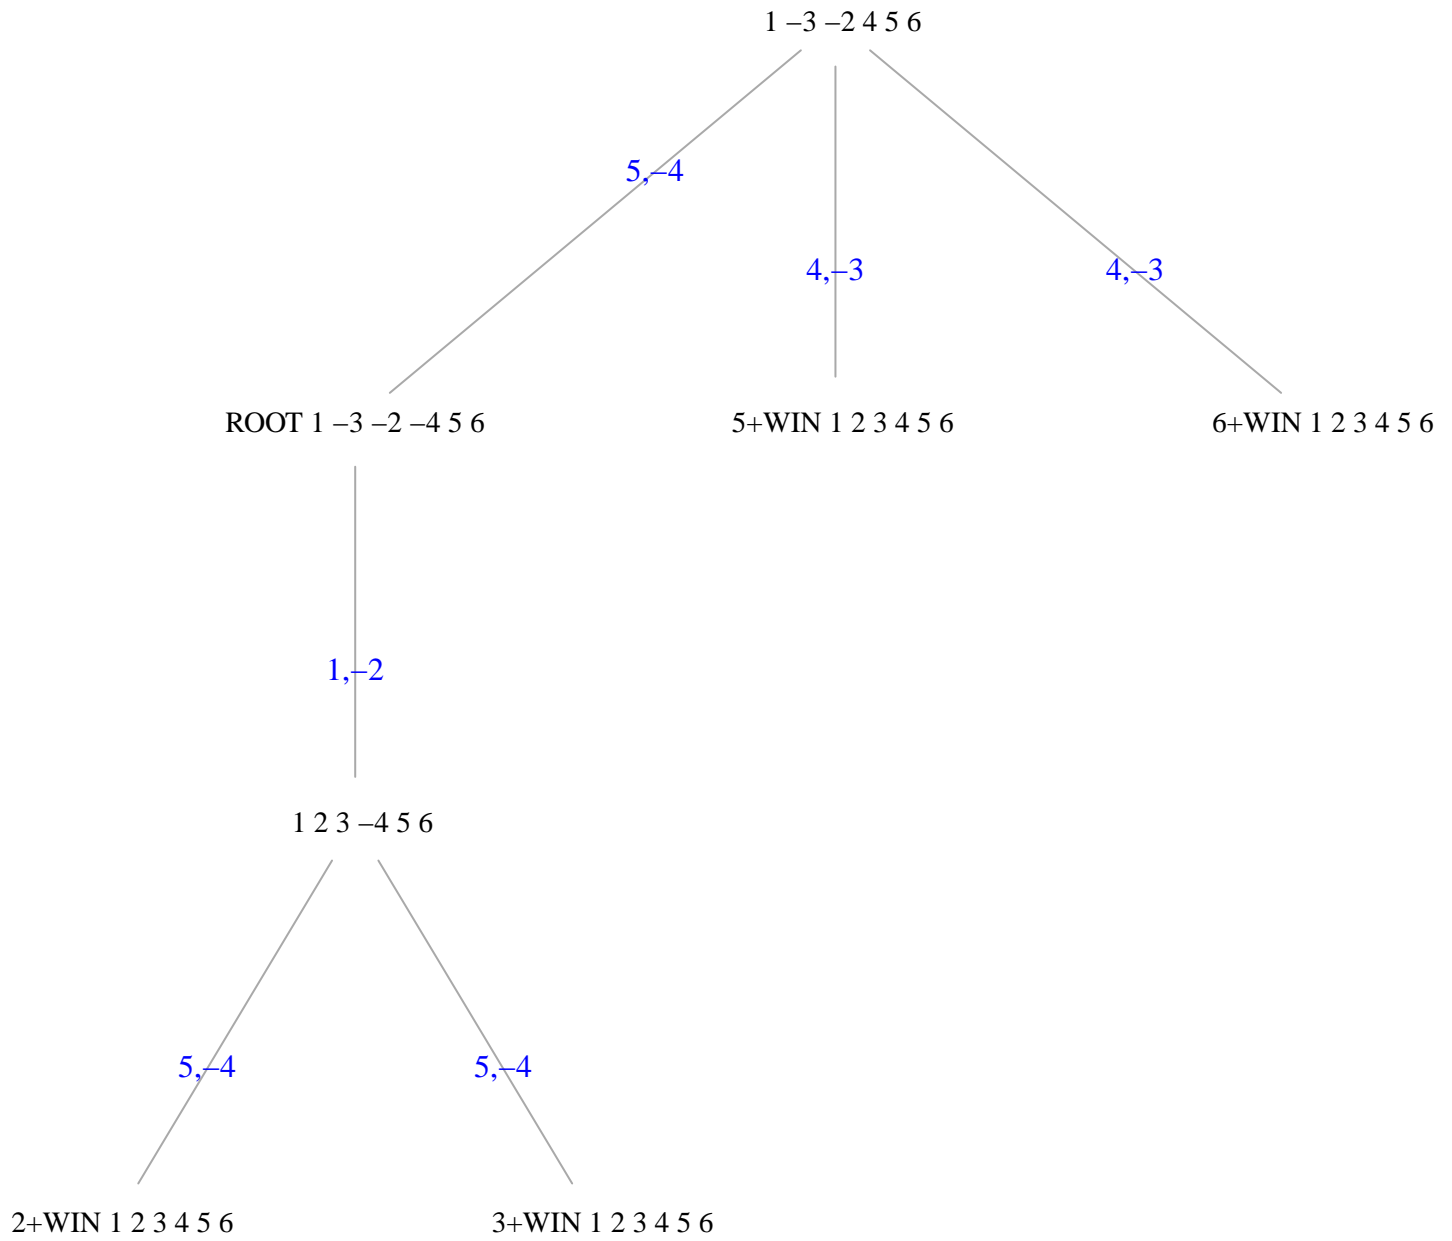 1 –3 –2 4 5 6
5,–4
4,–3
4,–3
ROOT 1 –3 –2 –4 5 6
5+WIN 1 2 3 4 5 6
6+WIN 1 2 3 4 5 6
1,–2
1 2 3 –4 5 6
5,–4
5,–4
2+WIN 1 2 3 4 5 6
3+WIN 1 2 3 4 5 6